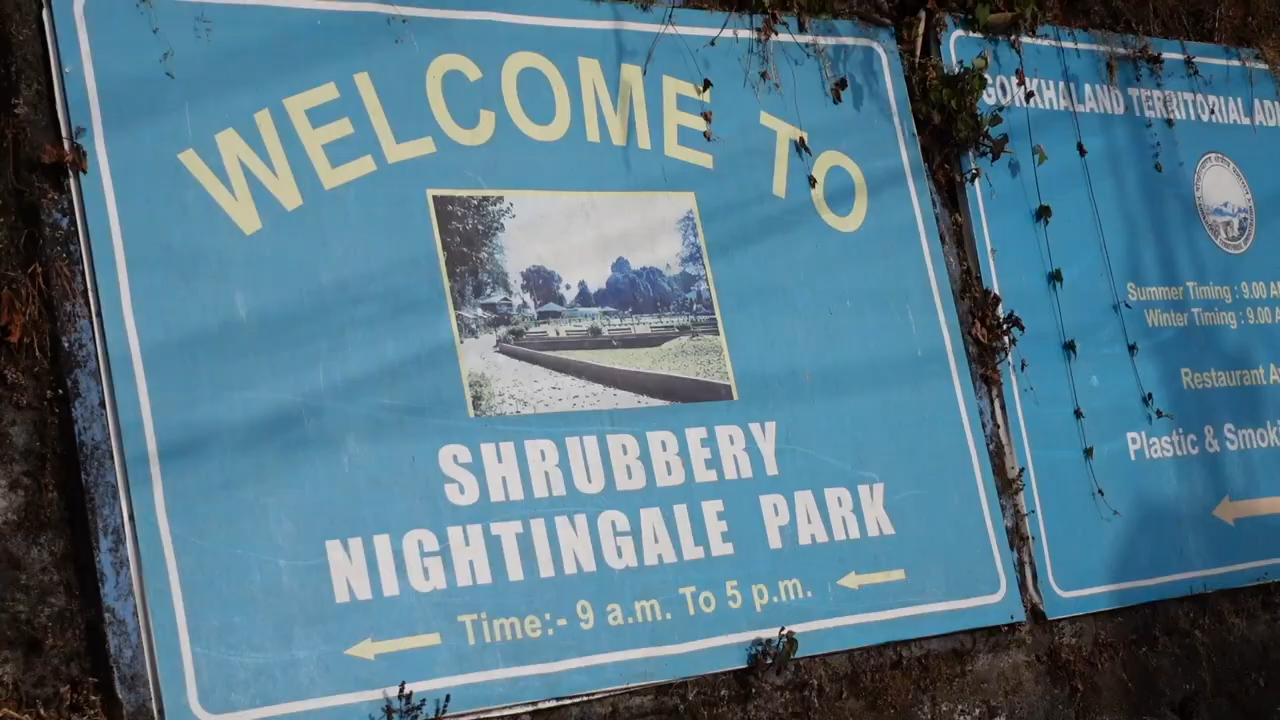 WELCOME TO
SHRUBBERY
NIGHTINGALE PARK
Time:- 9 a.m. To 5 p.m.
GORKHALAND TERRITORIAL
Summer Timing : 9.00
Winter Timing : 9.00
Restaurant
Plastic &